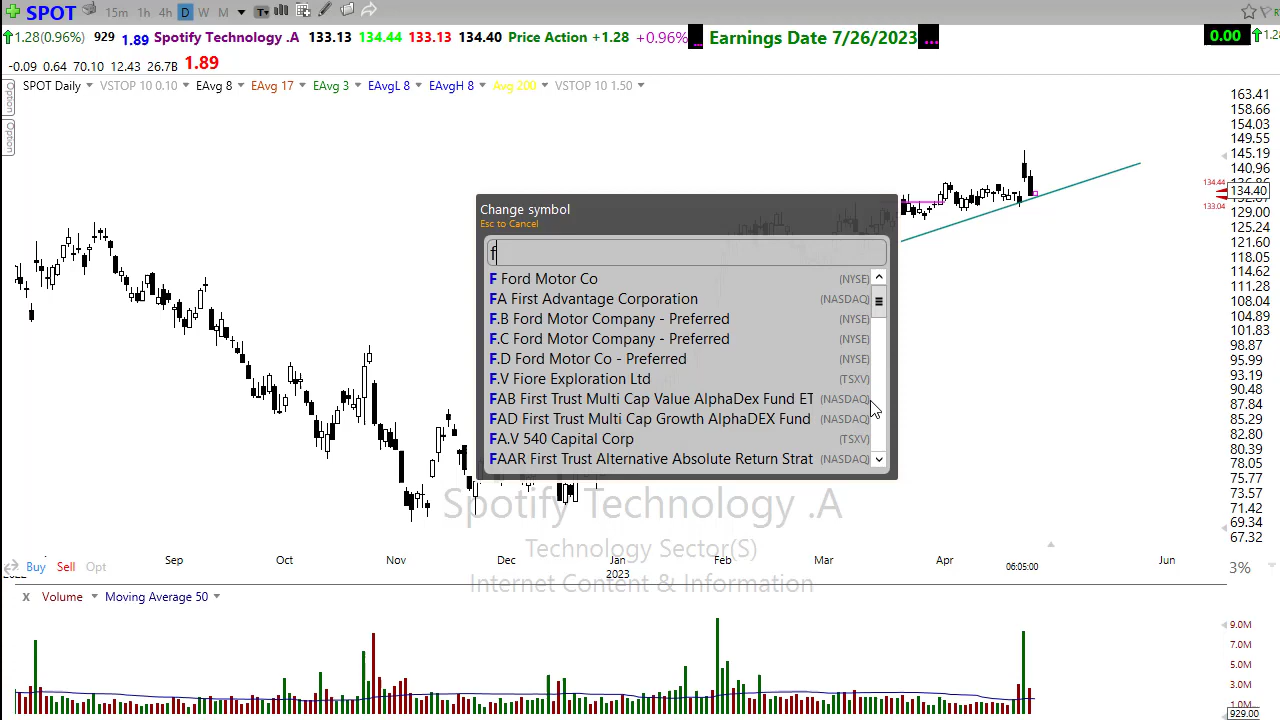 SPOT 15m 1h 4h D W M
1.28(0.96%) 929 1.89 Spotify Technology .A 133.13 134.44 133.13 134.40 Price Action +1.28 +0.96% ... Earnings Date 7/26/2023 ... 0.00 1.28
-0.09 0.64 70.10 12.43 26.7B 1.89
SPOT Daily VSTOP 10 0.10 EAvg 8 EAvg 17 EAvg 3 EAvgL 8 EAvgH 8 Avg 200 VSTOP 10 1.50
Option
Option
Change symbol
Esc to Cancel
f
F Ford Motor Co (NYSE)
FA First Advantage Corporation (NASDAQ)
F.B Ford Motor Company - Preferred (NYSE)
F.C Ford Motor Company - Preferred (NYSE)
F.D Ford Motor Co - Preferred (NYSE)
F.V Fiore Exploration Ltd (TSXV)
FAB First Trust Multi Cap Value AlphaDex Fund ET (NASDAQ)
FAD First Trust Multi Cap Growth AlphaDEX Fund (NASDAQ)
FA.V 540 Capital Corp (TSXV)
FAAR First Trust Alternative Absolute Return Strat (NASDAQ)
163.41
158.66
154.03
149.55
145.19
140.96
134.44
134.40
133.04
129.00
125.24
121.60
118.05
114.62
111.28
108.04
104.89
101.83
98.87
95.99
93.19
90.48
87.84
85.29
82.80
80.39
78.05
75.77
73.57
71.42
69.34
67.32
Spotify Technology .A
Technology Sector(S)
Internet Content & Information
Buy Sell Opt
Sep Oct Nov Dec Jan Feb Mar Apr 06:05:00 Jun
2023
3%
X Volume Moving Average 50
9.0M
7.0M
5.0M
3.0M
1.0M
929.00